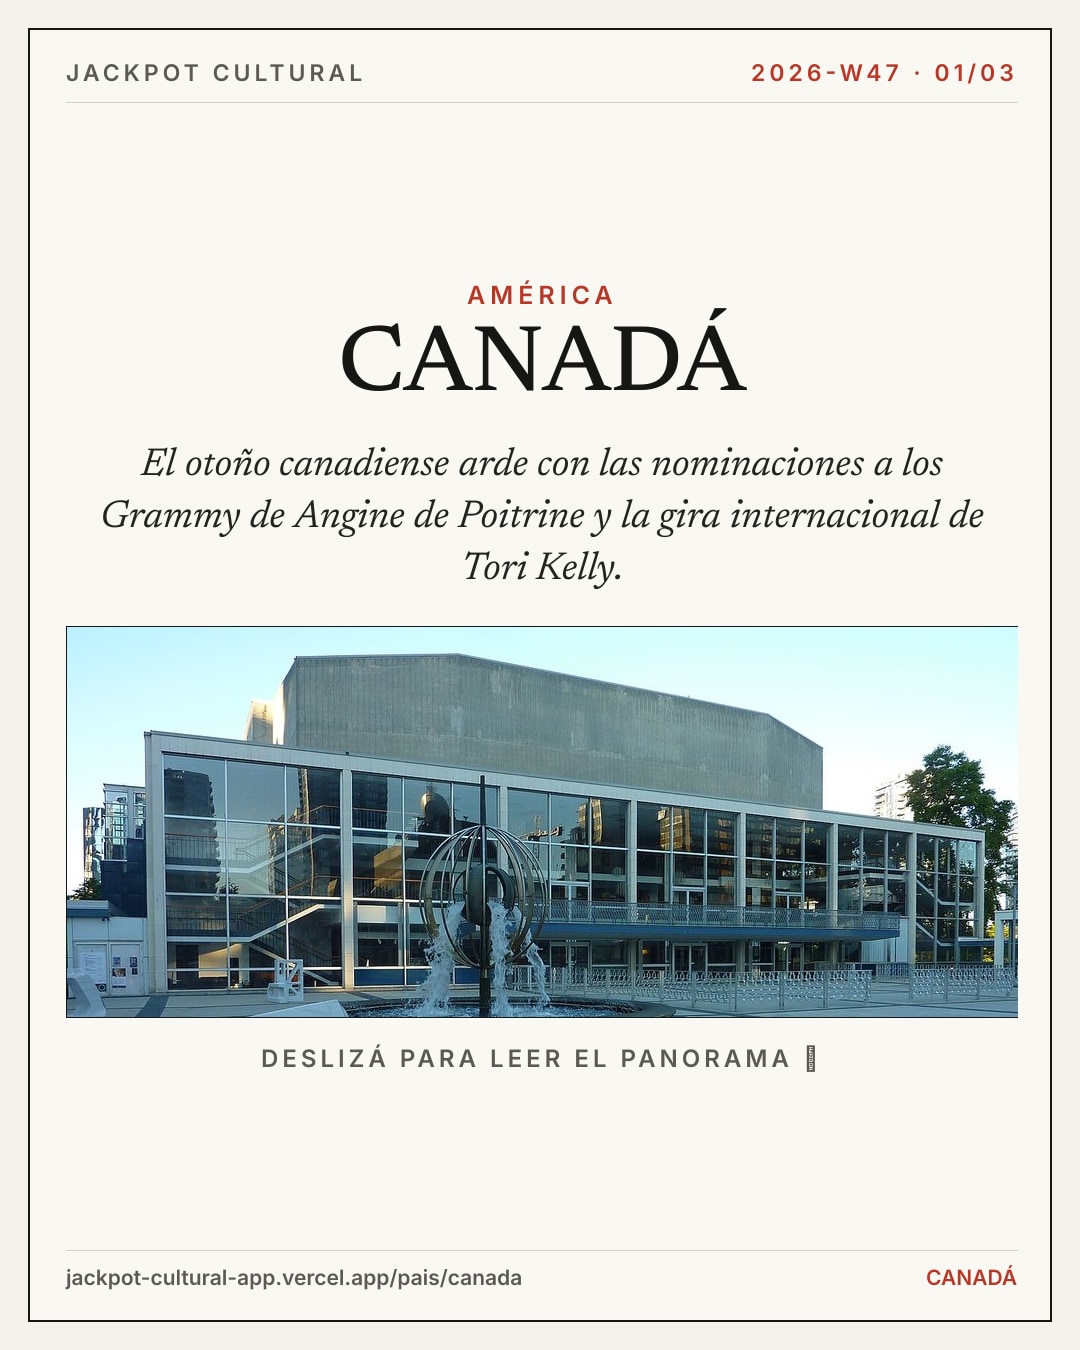 JACKPOT CULTURAL
2026-W47 · 01/03
AMÉRICA
CANADÁ
El otoño canadiense arde con las nominaciones a los
Grammy de Angine de Poitrine y la gira internacional de
Tori Kelly.
DESLIZÁ PARA LEER EL PANORAMA
jackpot-cultural-app.vercel.app/pais/canada
CANADÁ